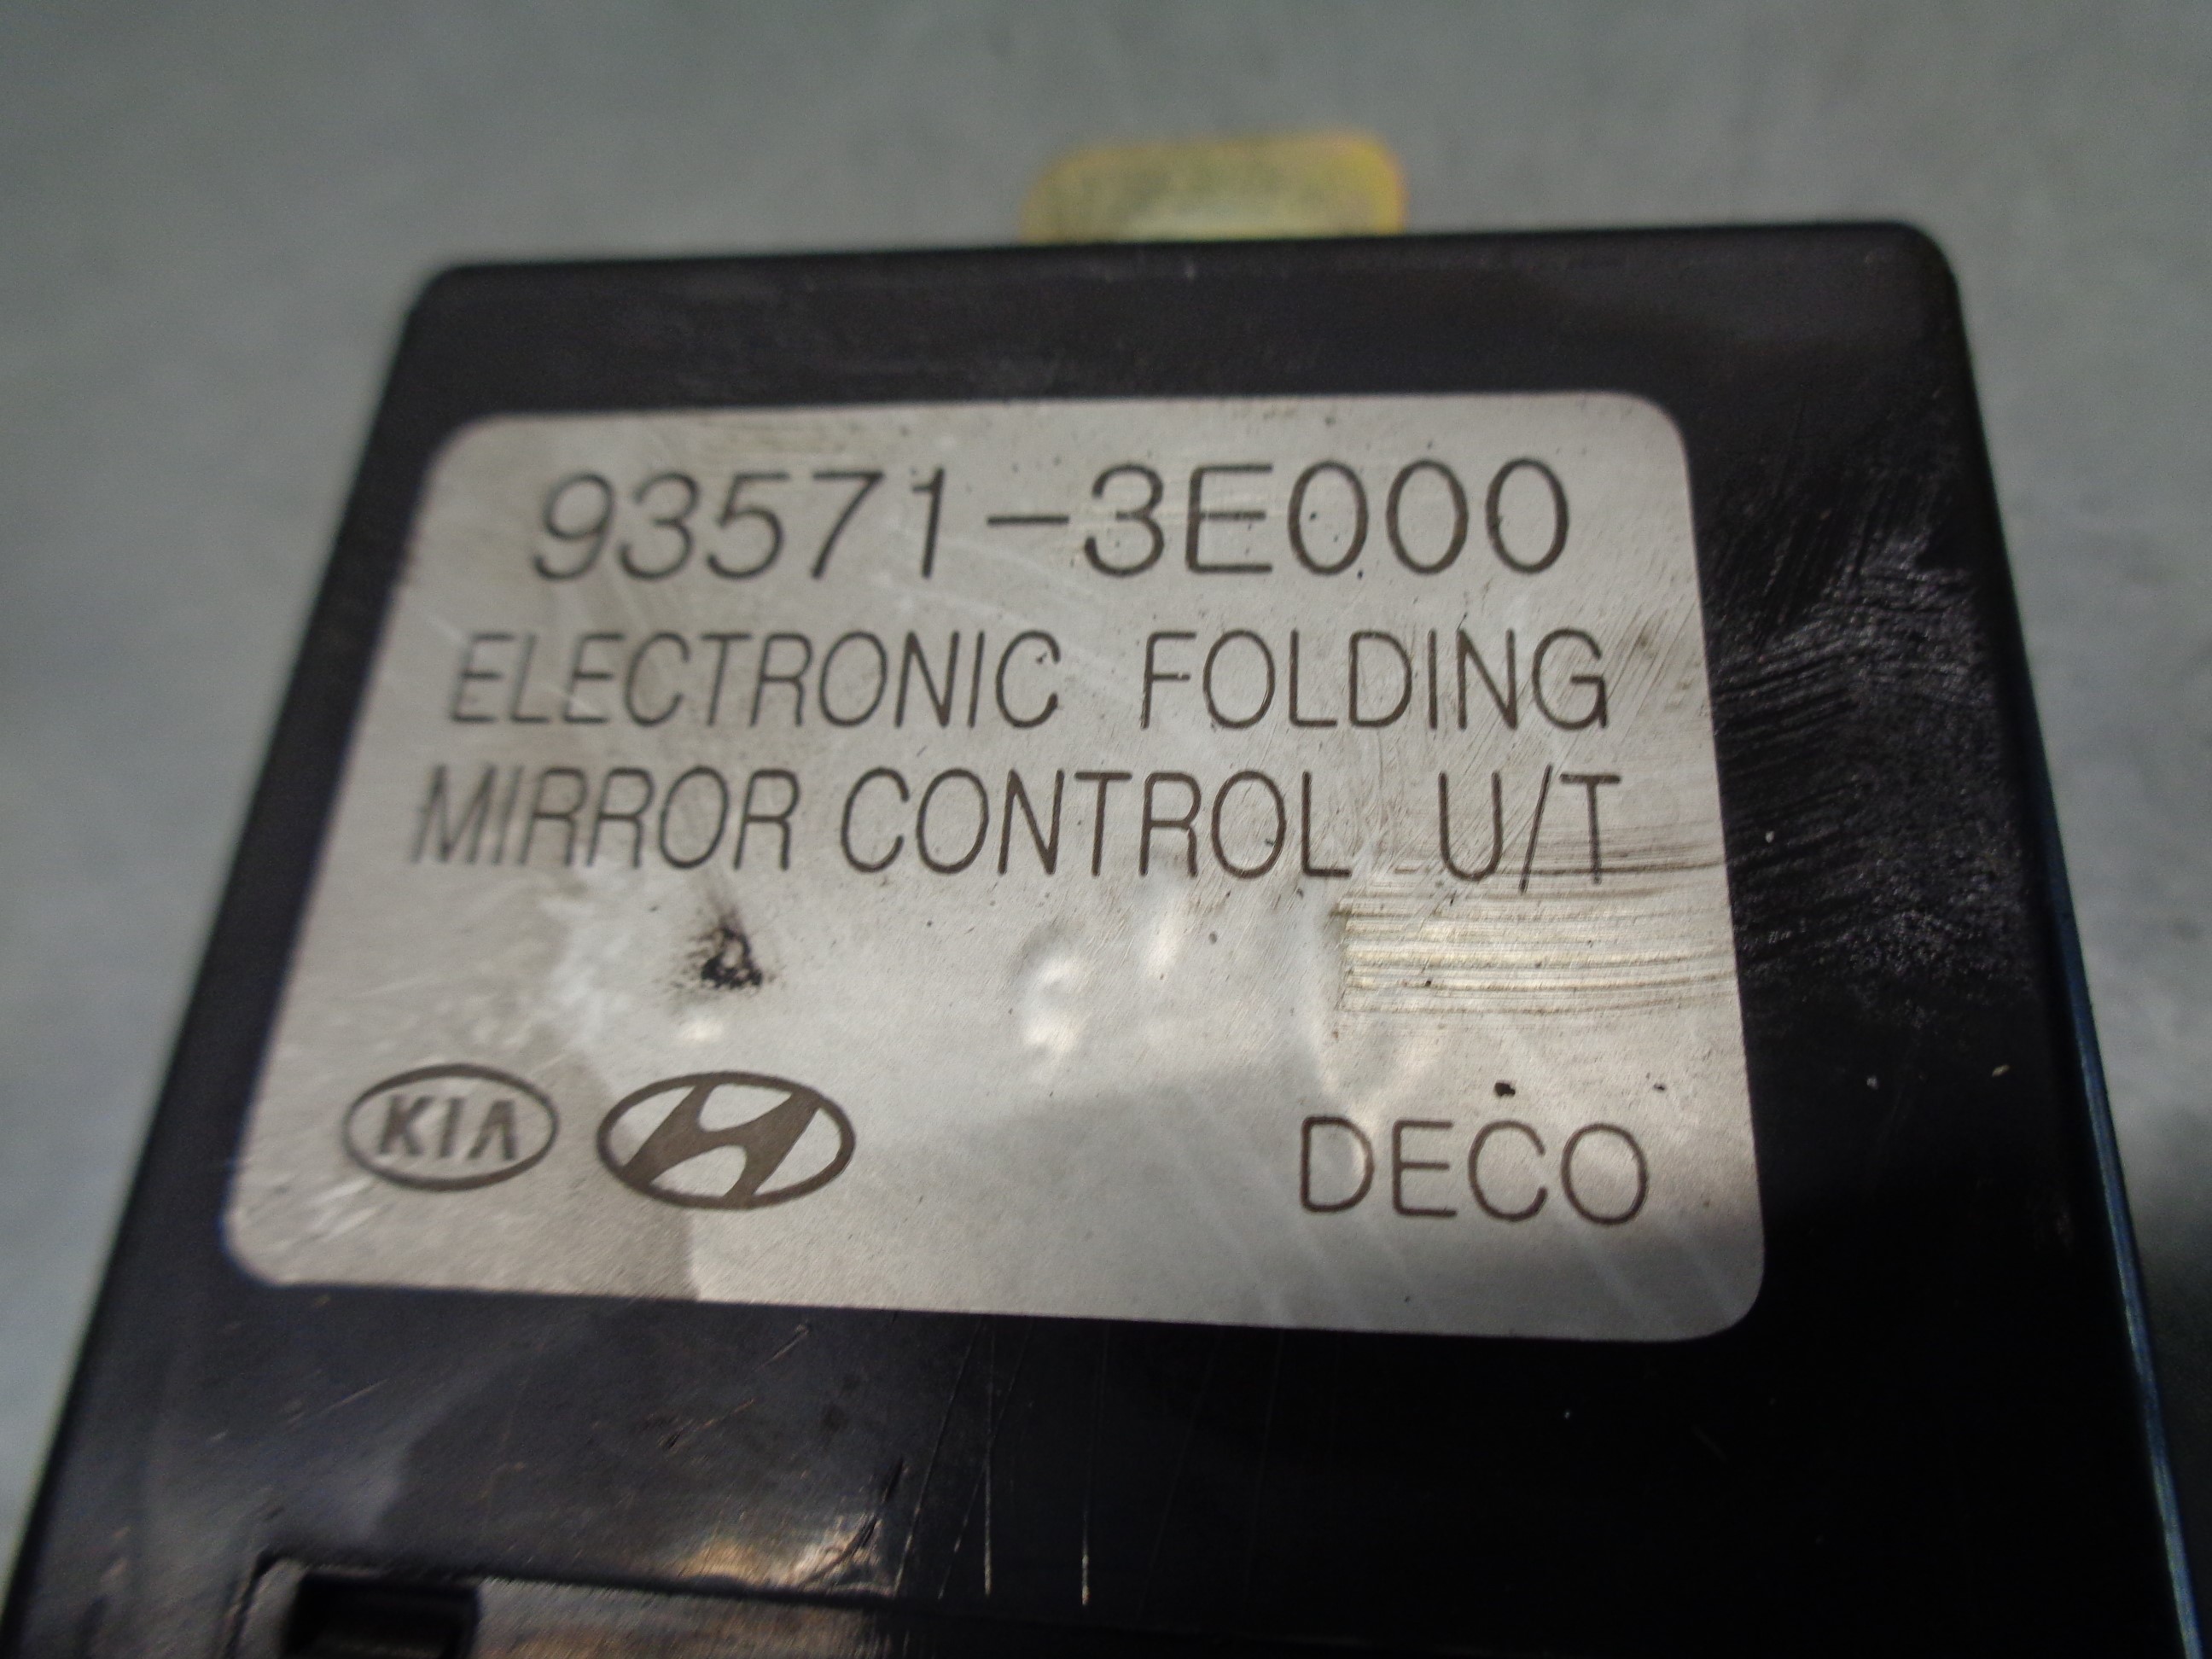 93571-3E000
ELECTRONIC FOLDING
MIRROR CONTROL U/T
KIA DECO